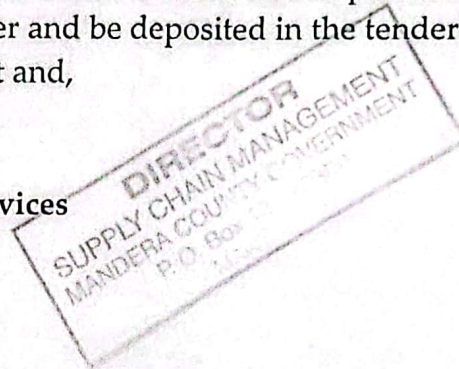 er and be deposited in the tender
t and,
vices
DIRECTOR
SUPPLY CHAIN MANAGEMENT
MANDERA COUNTY GOVERNMENT
P. O. Box